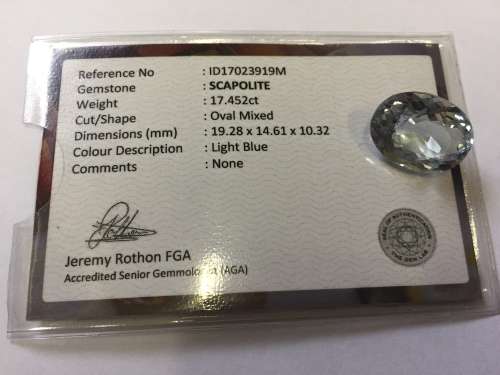 Reference No : ID17023919M
Gemstone : SCAPOLITE
Weight : 17.452ct
Cut/Shape : Oval Mixed
Dimensions (mm) : 19.28 x 14.61 x 10.32
Colour Description : Light Blue
Comments : None
Jeremy Rothon FGA
Accredited Senior Gemmologist (AGA)
SEAL OF AUTHENTICATION
THE GEM LAB